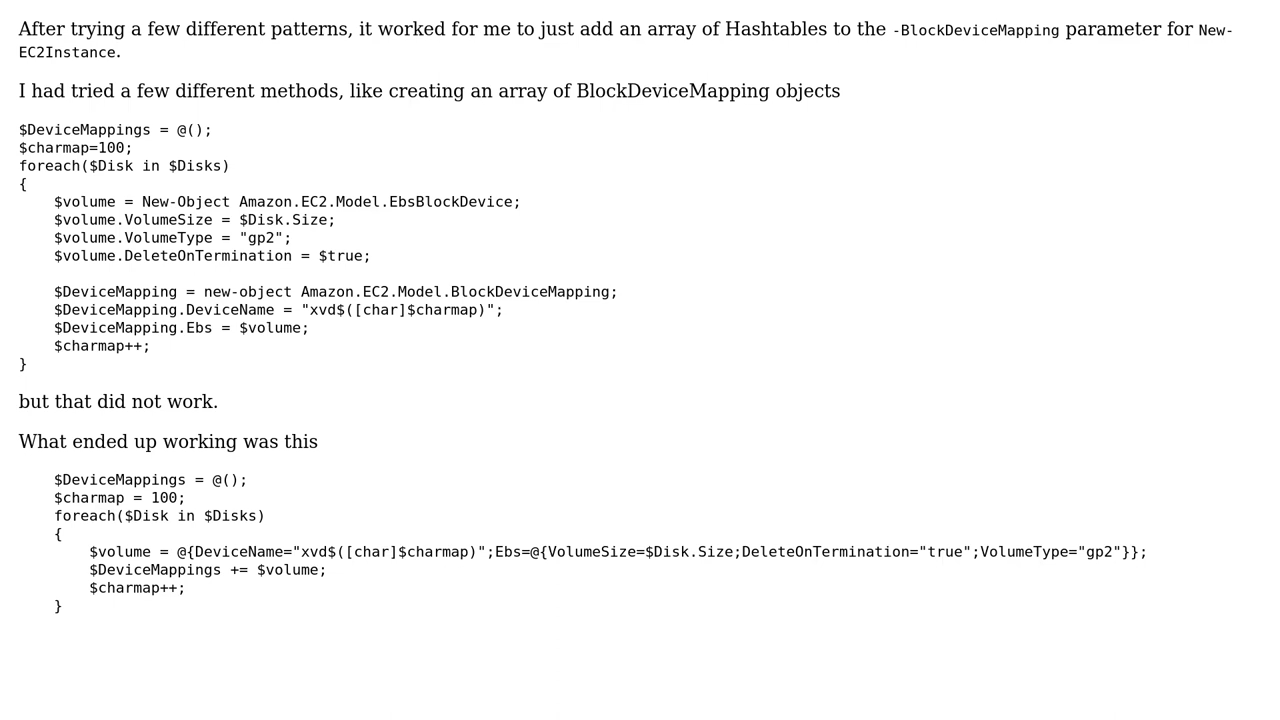 After trying a few different patterns, it worked for me to just add an array of Hashtables to the -BlockDeviceMapping parameter for New-
EC2Instance.
I had tried a few different methods, like creating an array of BlockDeviceMapping objects
$DeviceMappings = @();
$charmap=100;
foreach($Disk in $Disks)
{
    $volume = New-Object Amazon.EC2.Model.EbsBlockDevice;
    $volume.VolumeSize = $Disk.Size;
    $volume.VolumeType = "gp2";
    $volume.DeleteOnTermination = $true;

    $DeviceMapping = new-object Amazon.EC2.Model.BlockDeviceMapping;
    $DeviceMapping.DeviceName = "xvd$([char]$charmap)";
    $DeviceMapping.Ebs = $volume;
    $charmap++;
}
but that did not work.
What ended up working was this
    $DeviceMappings = @();
    $charmap = 100;
    foreach($Disk in $Disks)
    {
        $volume = @{DeviceName="xvd$([char]$charmap)";Ebs=@{VolumeSize=$Disk.Size;DeleteOnTermination="true";VolumeType="gp2"}};
        $DeviceMappings += $volume;
        $charmap++;
    }